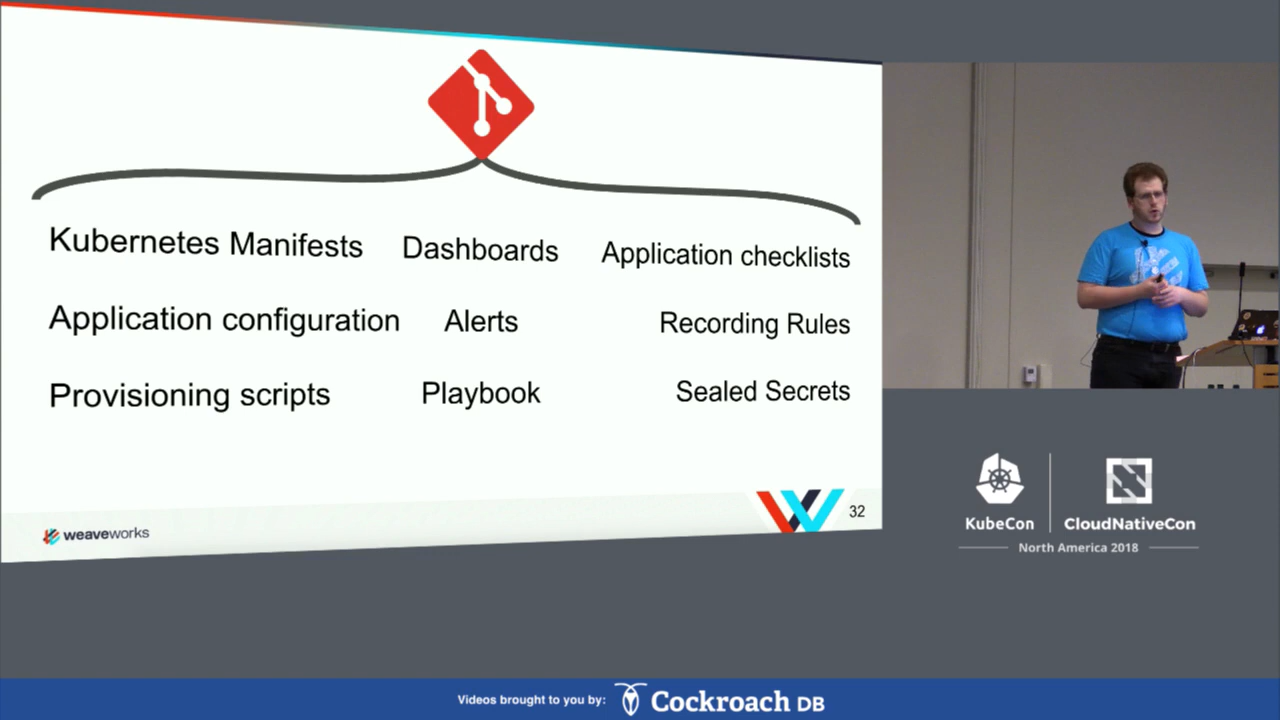 Kubernetes Manifests
Dashboards
Application checklists
Application configuration
Alerts
Recording Rules
Provisioning scripts
Playbook
Sealed Secrets
weaveworks
32
KubeCon
CloudNativeCon
North America 2018
Videos brought to you by:
Cockroach DB